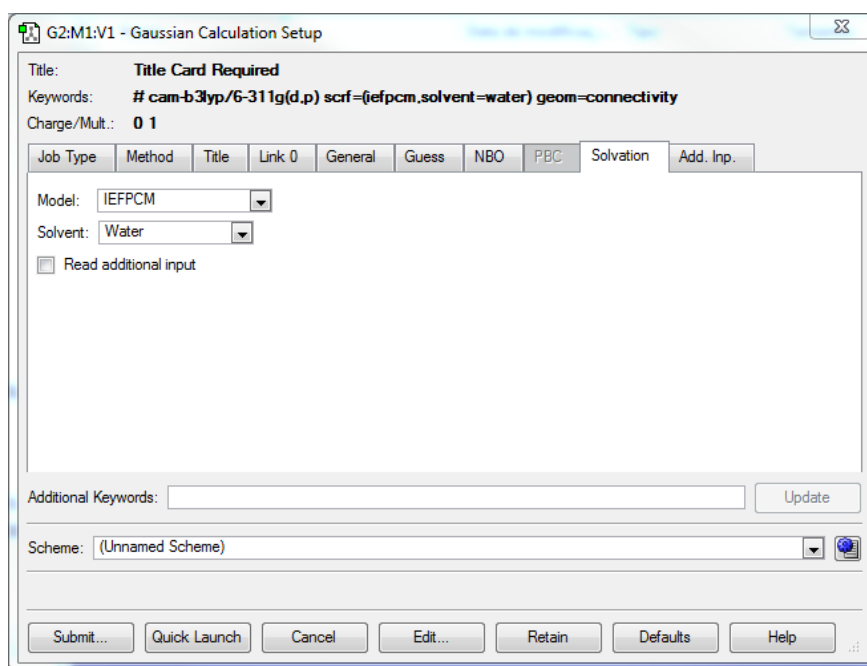 G2:M1:V1 - Gaussian Calculation Setup
Title: Title Card Required
Keywords: # cam-b3lyp/6-311g(d,p) scrf=(iefpcm,solvent=water) geom=connectivity
Charge/Mult.: 0 1
Job Type Method Title Link 0 General Guess NBO PBC Solvation Add. Inp.
Model: IEFPCM
Solvent: Water
Read additional input
Additional Keywords: Update
Scheme: (Unnamed Scheme)
Submit... Quick Launch Cancel Edit... Retain Defaults Help